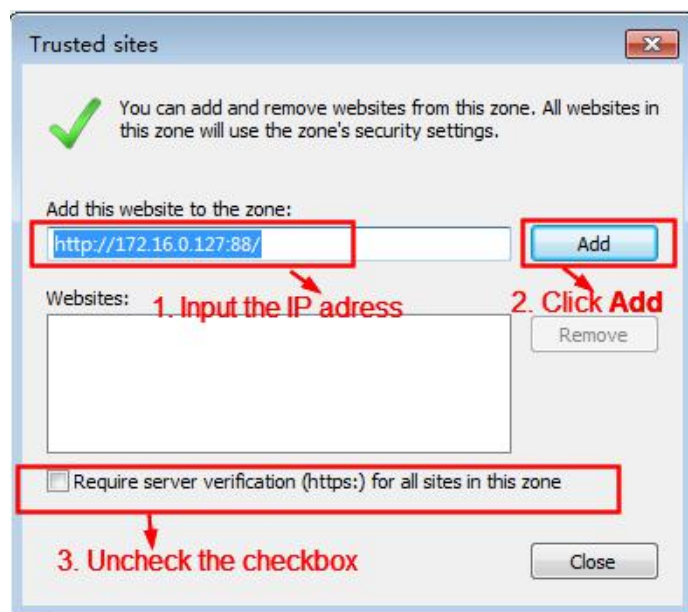 Trusted sites
You can add and remove websites from this zone. All websites in
this zone will use the zone's security settings.
Add this website to the zone:
http://172.16.0.127:88/
Add
1. Input the IP adress
2. Click Add
Websites:
Remove
Require server verification (https:) for all sites in this zone
3. Uncheck the checkbox
Close